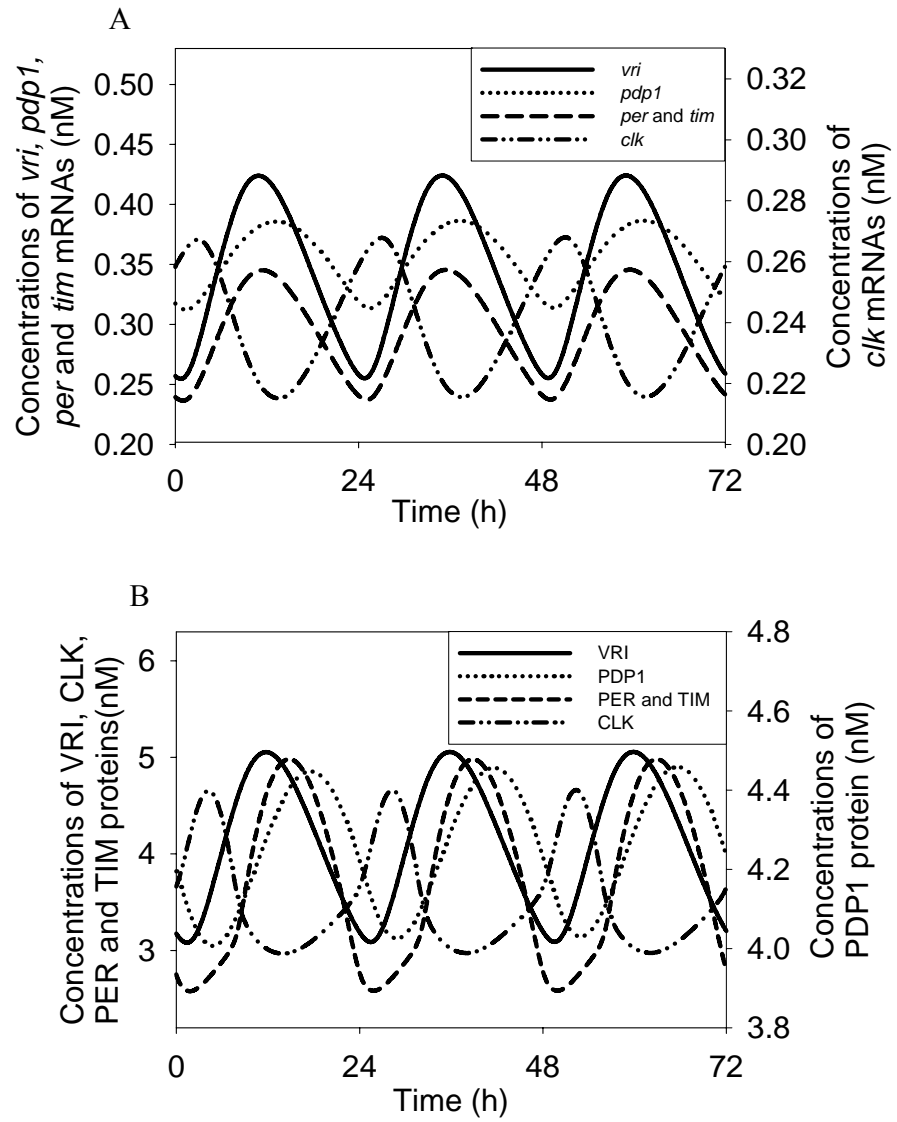 A
Concentrations of vri, pdp1,
per and tim mRNAs (nM)
0.50
0.45
0.40
0.35
0.30
0.25
0.20
vri
pdp1
per and tim
clk
0.32
0.30
0.28
0.26
0.24
0.22
0.20
Concentrations of
clk mRNAs (nM)
0
24
48
72
Time (h)
B
Concentrations of VRI, CLK,
PER and TIM proteins(nM)
6
5
4
3
VRI
PDP1
PER and TIM
CLK
4.8
4.6
4.4
4.2
4.0
3.8
Concentrations of
PDP1 protein (nM)
0
24
48
72
Time (h)